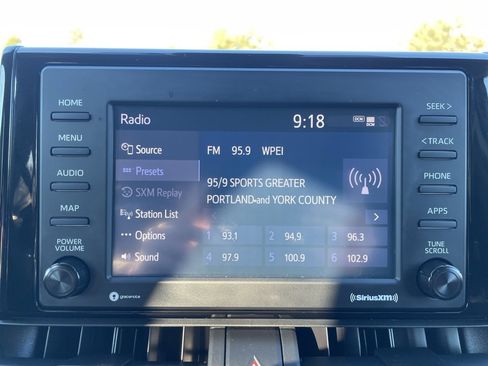 HOME
MENU
AUDIO
MAP
POWER
VOLUME
Radio
9:18
DCM
DCM
Source
Presets
SXM Replay
Station List
Options
Sound
FM 95.9 WPEI
95/9 SPORTS GREATER
PORTLAND and YORK COUNTY
1 93.1
2 94.9
3 96.3
4 97.9
5 100.9
6 102.9
SEEK >
< TRACK
PHONE
APPS
TUNE
SCROLL
gracenote
((SiriusXM))